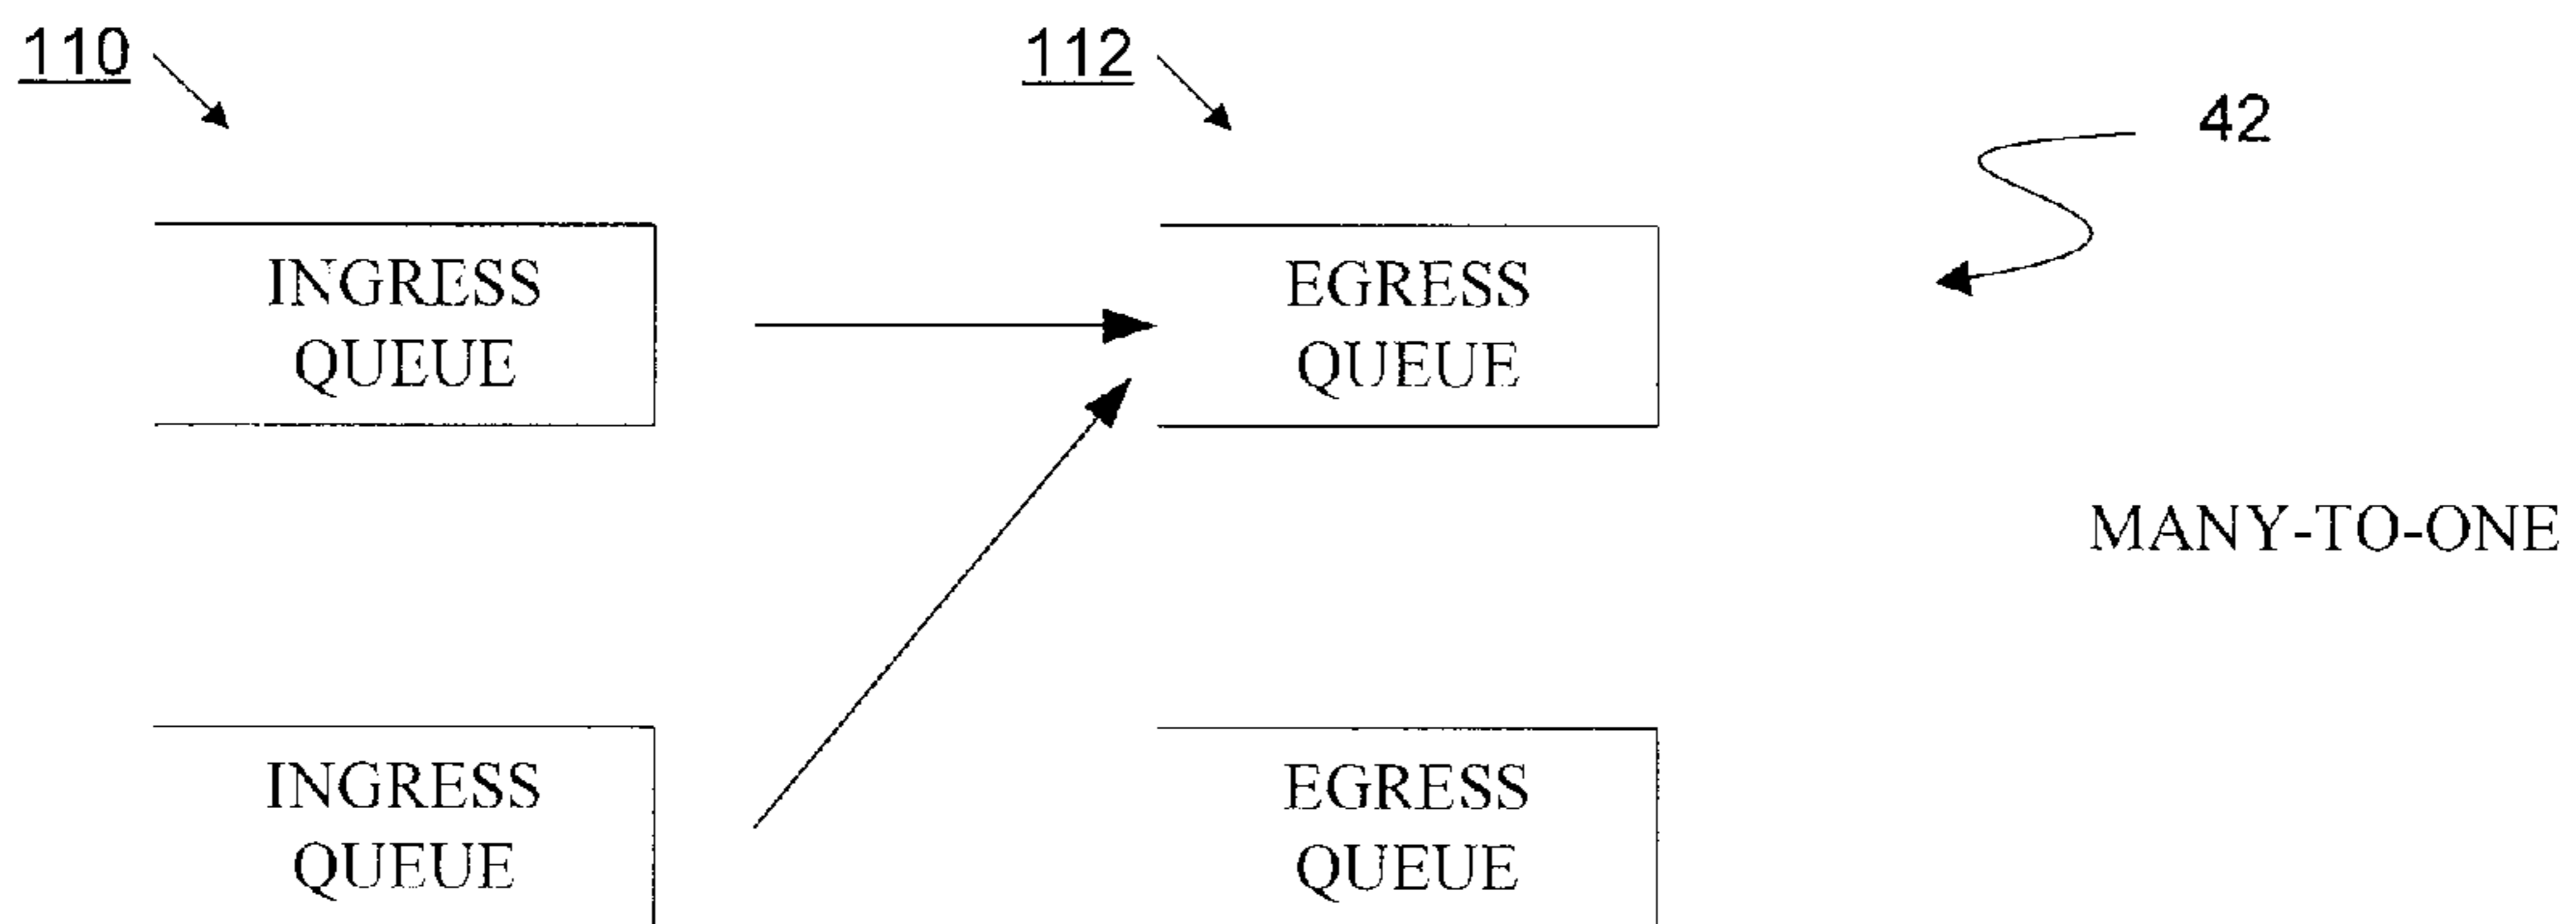 110
112
42
INGRESS
QUEUE
EGRESS
QUEUE
MANY-TO-ONE
INGRESS
QUEUE
EGRESS
QUEUE